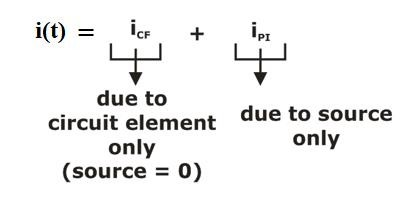 i(t) = i_CF + i_PI
due to
circuit element
only
(source = 0)
due to source
only